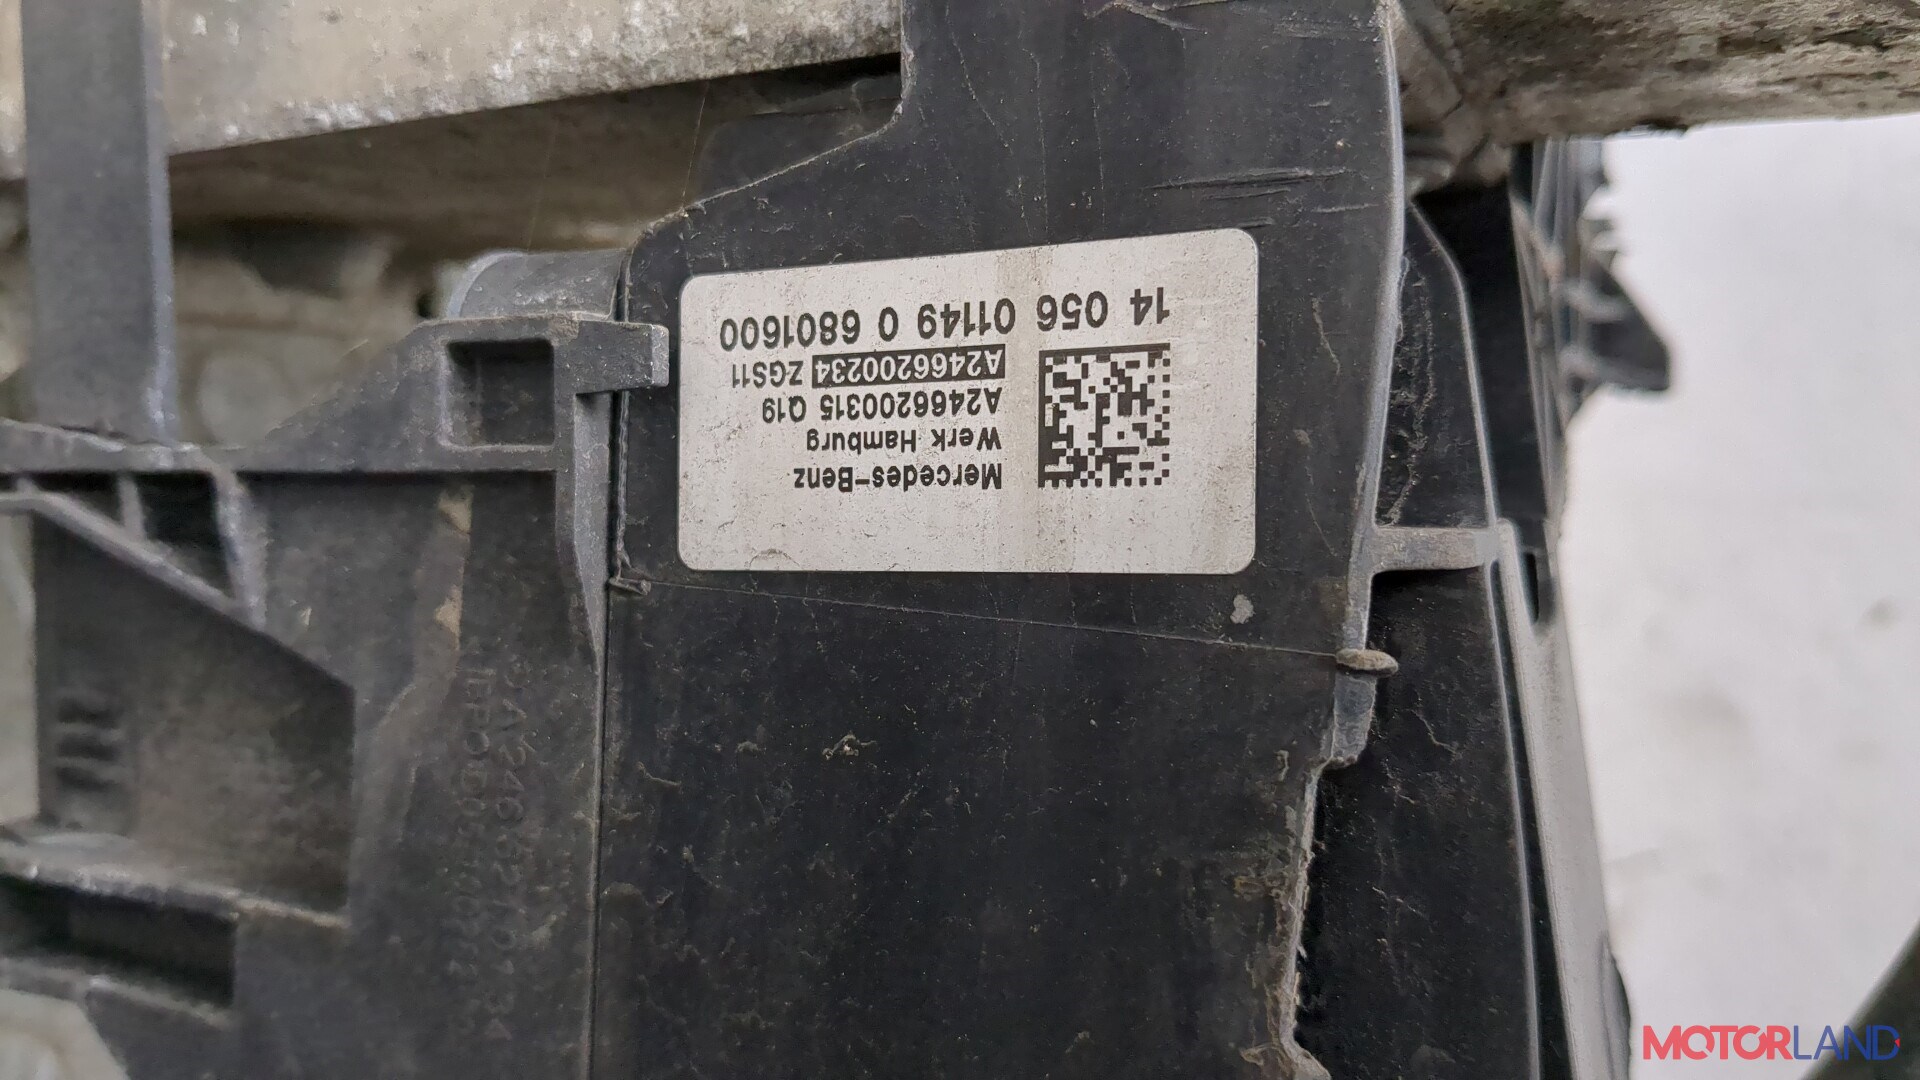 Mercedes-Benz
Werk Hamburg
A2466200315 Q19
A2466200234 ZGS11
14 056 01149 0 6801600
MOTORLAND